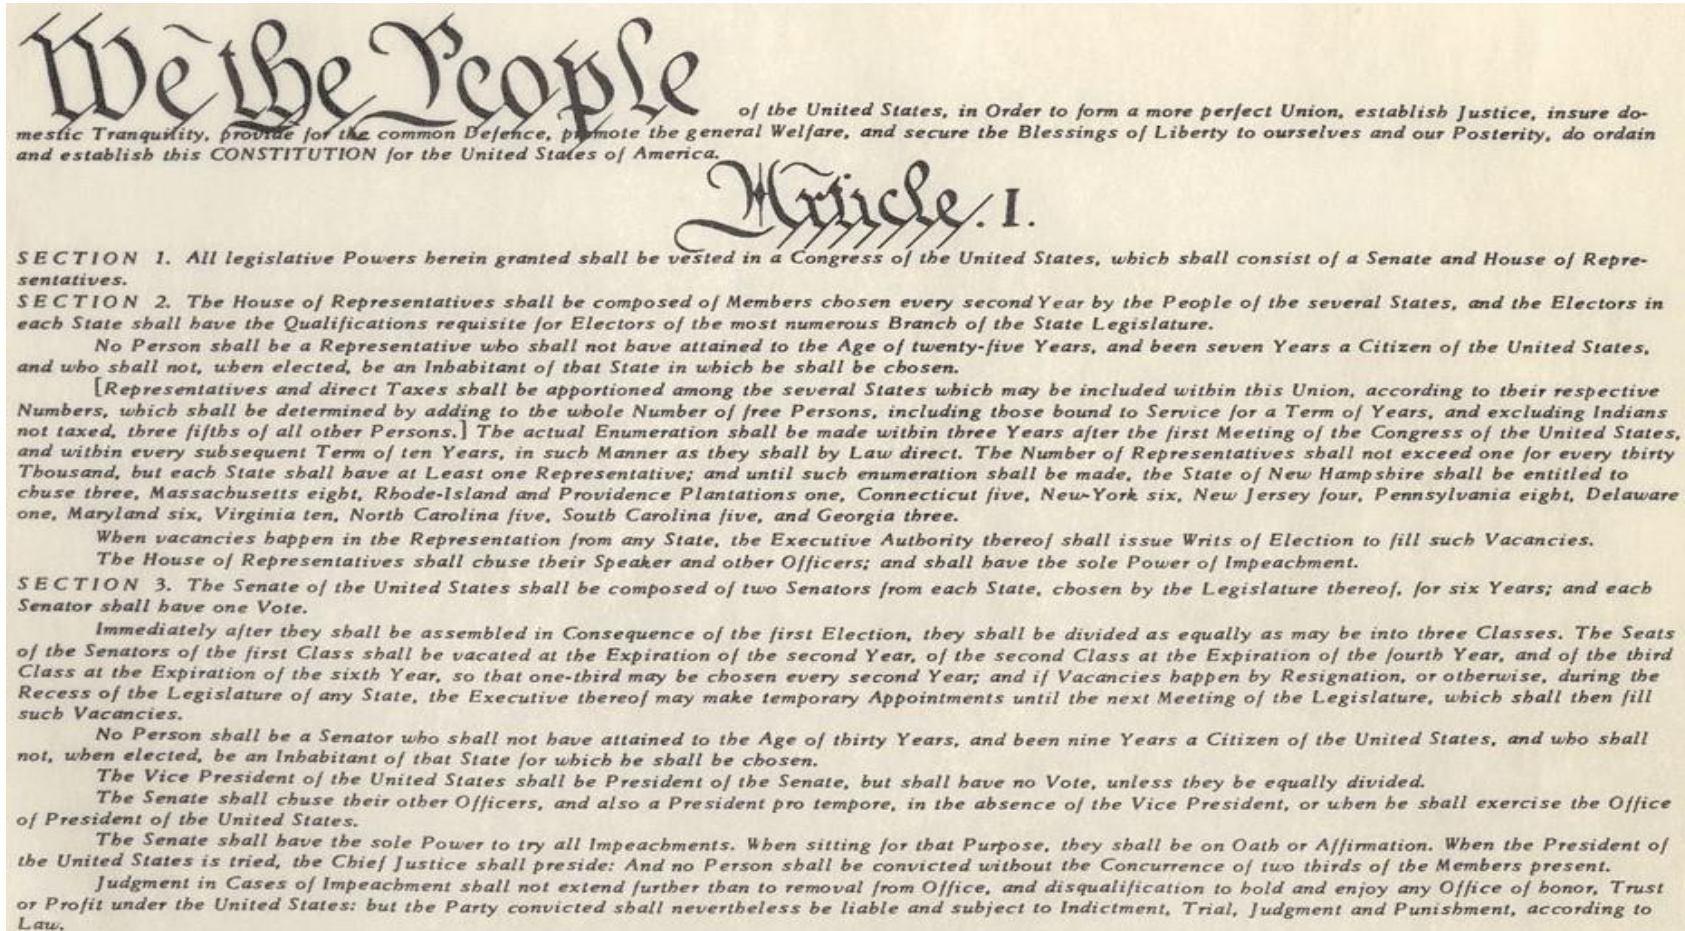 We the People of the United States, in Order to form a more perfect Union, establish Justice, insure do-
mestic Tranquility, provide for the common Defence, promote the general Welfare, and secure the Blessings of Liberty to ourselves and our Posterity, do ordain
and establish this CONSTITUTION for the United States of America.
Article. I.
SECTION 1. All legislative Powers herein granted shall be vested in a Congress of the United States, which shall consist of a Senate and House of Repre-
sentatives.
SECTION 2. The House of Representatives shall be composed of Members chosen every second Year by the People of the several States, and the Electors in
each State shall have the Qualifications requisite for Electors of the most numerous Branch of the State Legislature.
No Person shall be a Representative who shall not have attained to the Age of twenty-five Years, and been seven Years a Citizen of the United States,
and who shall not, when elected, be an Inhabitant of that State in which he shall be chosen.
[Representatives and direct Taxes shall be apportioned among the several States which may be included within this Union, according to their respective
Numbers, which shall be determined by adding to the whole Number of free Persons, including those bound to Service for a Term of Years, and excluding Indians
not taxed, three fifths of all other Persons.] The actual Enumeration shall be made within three Years after the first Meeting of the Congress of the United States,
and within every subsequent Term of ten Years, in such Manner as they shall by Law direct. The Number of Representatives shall not exceed one for every thirty
Thousand, but each State shall have at Least one Representative; and until such enumeration shall be made, the State of New Hampshire shall be entitled to
chuse three, Massachusetts eight, Rhode-Island and Providence Plantations one, Connecticut five, New-York six, New Jersey four, Pennsylvania eight, Delaware
one, Maryland six, Virginia ten, North Carolina five, South Carolina five, and Georgia three.
When vacancies happen in the Representation from any State, the Executive Authority thereof shall issue Writs of Election to fill such Vacancies.
The House of Representatives shall chuse their Speaker and other Officers; and shall have the sole Power of Impeachment.
SECTION 3. The Senate of the United States shall be composed of two Senators from each State, chosen by the Legislature thereof, for six Years; and each
Senator shall have one Vote.
Immediately after they shall be assembled in Consequence of the first Election, they shall be divided as equally as may be into three Classes. The Seats
of the Senators of the first Class shall be vacated at the Expiration of the second Year, of the second Class at the Expiration of the fourth Year, and of the third
Class at the Expiration of the sixth Year, so that one-third may be chosen every second Year; and if Vacancies happen by Resignation, or otherwise, during the
Recess of the Legislature of any State, the Executive thereof may make temporary Appointments until the next Meeting of the Legislature, which shall then fill
such Vacancies.
No Person shall be a Senator who shall not have attained to the Age of thirty Years, and been nine Years a Citizen of the United States, and who shall
not, when elected, be an Inhabitant of that State for which he shall be chosen.
The Vice President of the United States shall be President of the Senate, but shall have no Vote, unless they be equally divided.
The Senate shall chuse their other Officers, and also a President pro tempore, in the absence of the Vice President, or when he shall exercise the Office
of President of the United States.
The Senate shall have the sole Power to try all Impeachments. When sitting for that Purpose, they shall be on Oath or Affirmation. When the President of
the United States is tried, the Chief Justice shall preside: And no Person shall be convicted without the Concurrence of two thirds of the Members present.
Judgment in Cases of Impeachment shall not extend further than to removal from Office, and disqualification to hold and enjoy any Office of honor, Trust
or Profit under the United States: but the Party convicted shall nevertheless be liable and subject to Indictment, Trial, Judgment and Punishment, according to
Law.